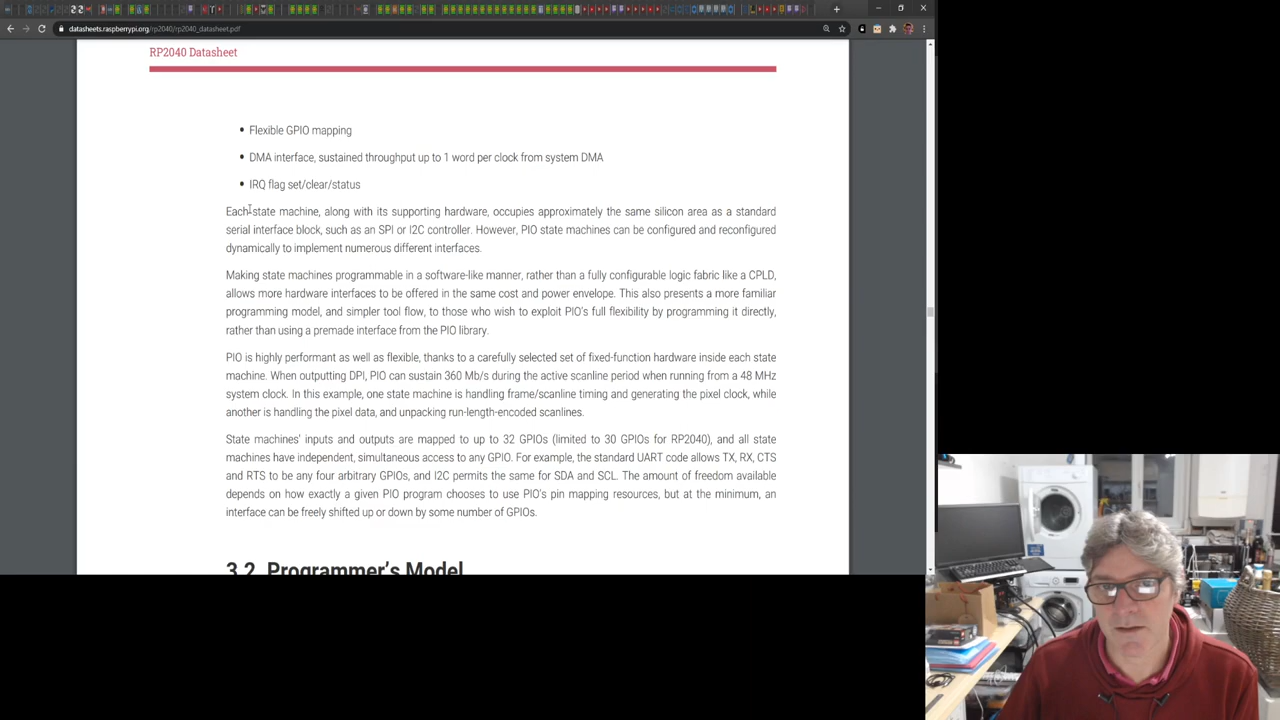 datasheets.raspberrypi.org/rp2040/rp2040_datasheet.pdf
RP2040 Datasheet
• Flexible GPIO mapping
• DMA interface, sustained throughput up to 1 word per clock from system DMA
• IRQ flag set/clear/status
Each state machine, along with its supporting hardware, occupies approximately the same silicon area as a standard
serial interface block, such as an SPI or I2C controller. However, PIO state machines can be configured and reconfigured
dynamically to implement numerous different interfaces.
Making state machines programmable in a software-like manner, rather than a fully configurable logic fabric like a CPLD,
allows more hardware interfaces to be offered in the same cost and power envelope. This also presents a more familiar
programming model, and simpler tool flow, to those who wish to exploit PIO's full flexibility by programming it directly,
rather than using a premade interface from the PIO library.
PIO is highly performant as well as flexible, thanks to a carefully selected set of fixed-function hardware inside each state
machine. When outputting DPI, PIO can sustain 360 Mb/s during the active scanline period when running from a 48 MHz
system clock. In this example, one state machine is handling frame/scanline timing and generating the pixel clock, while
another is handling the pixel data, and unpacking run-length-encoded scanlines.
State machines' inputs and outputs are mapped to up to 32 GPIOs (limited to 30 GPIOs for RP2040), and all state
machines have independent, simultaneous access to any GPIO. For example, the standard UART code allows TX, RX, CTS
and RTS to be any four arbitrary GPIOs, and I2C permits the same for SDA and SCL. The amount of freedom available
depends on how exactly a given PIO program chooses to use PIO's pin mapping resources, but at the minimum, an
interface can be freely shifted up or down by some number of GPIOs.
3.2. Programmer's Model